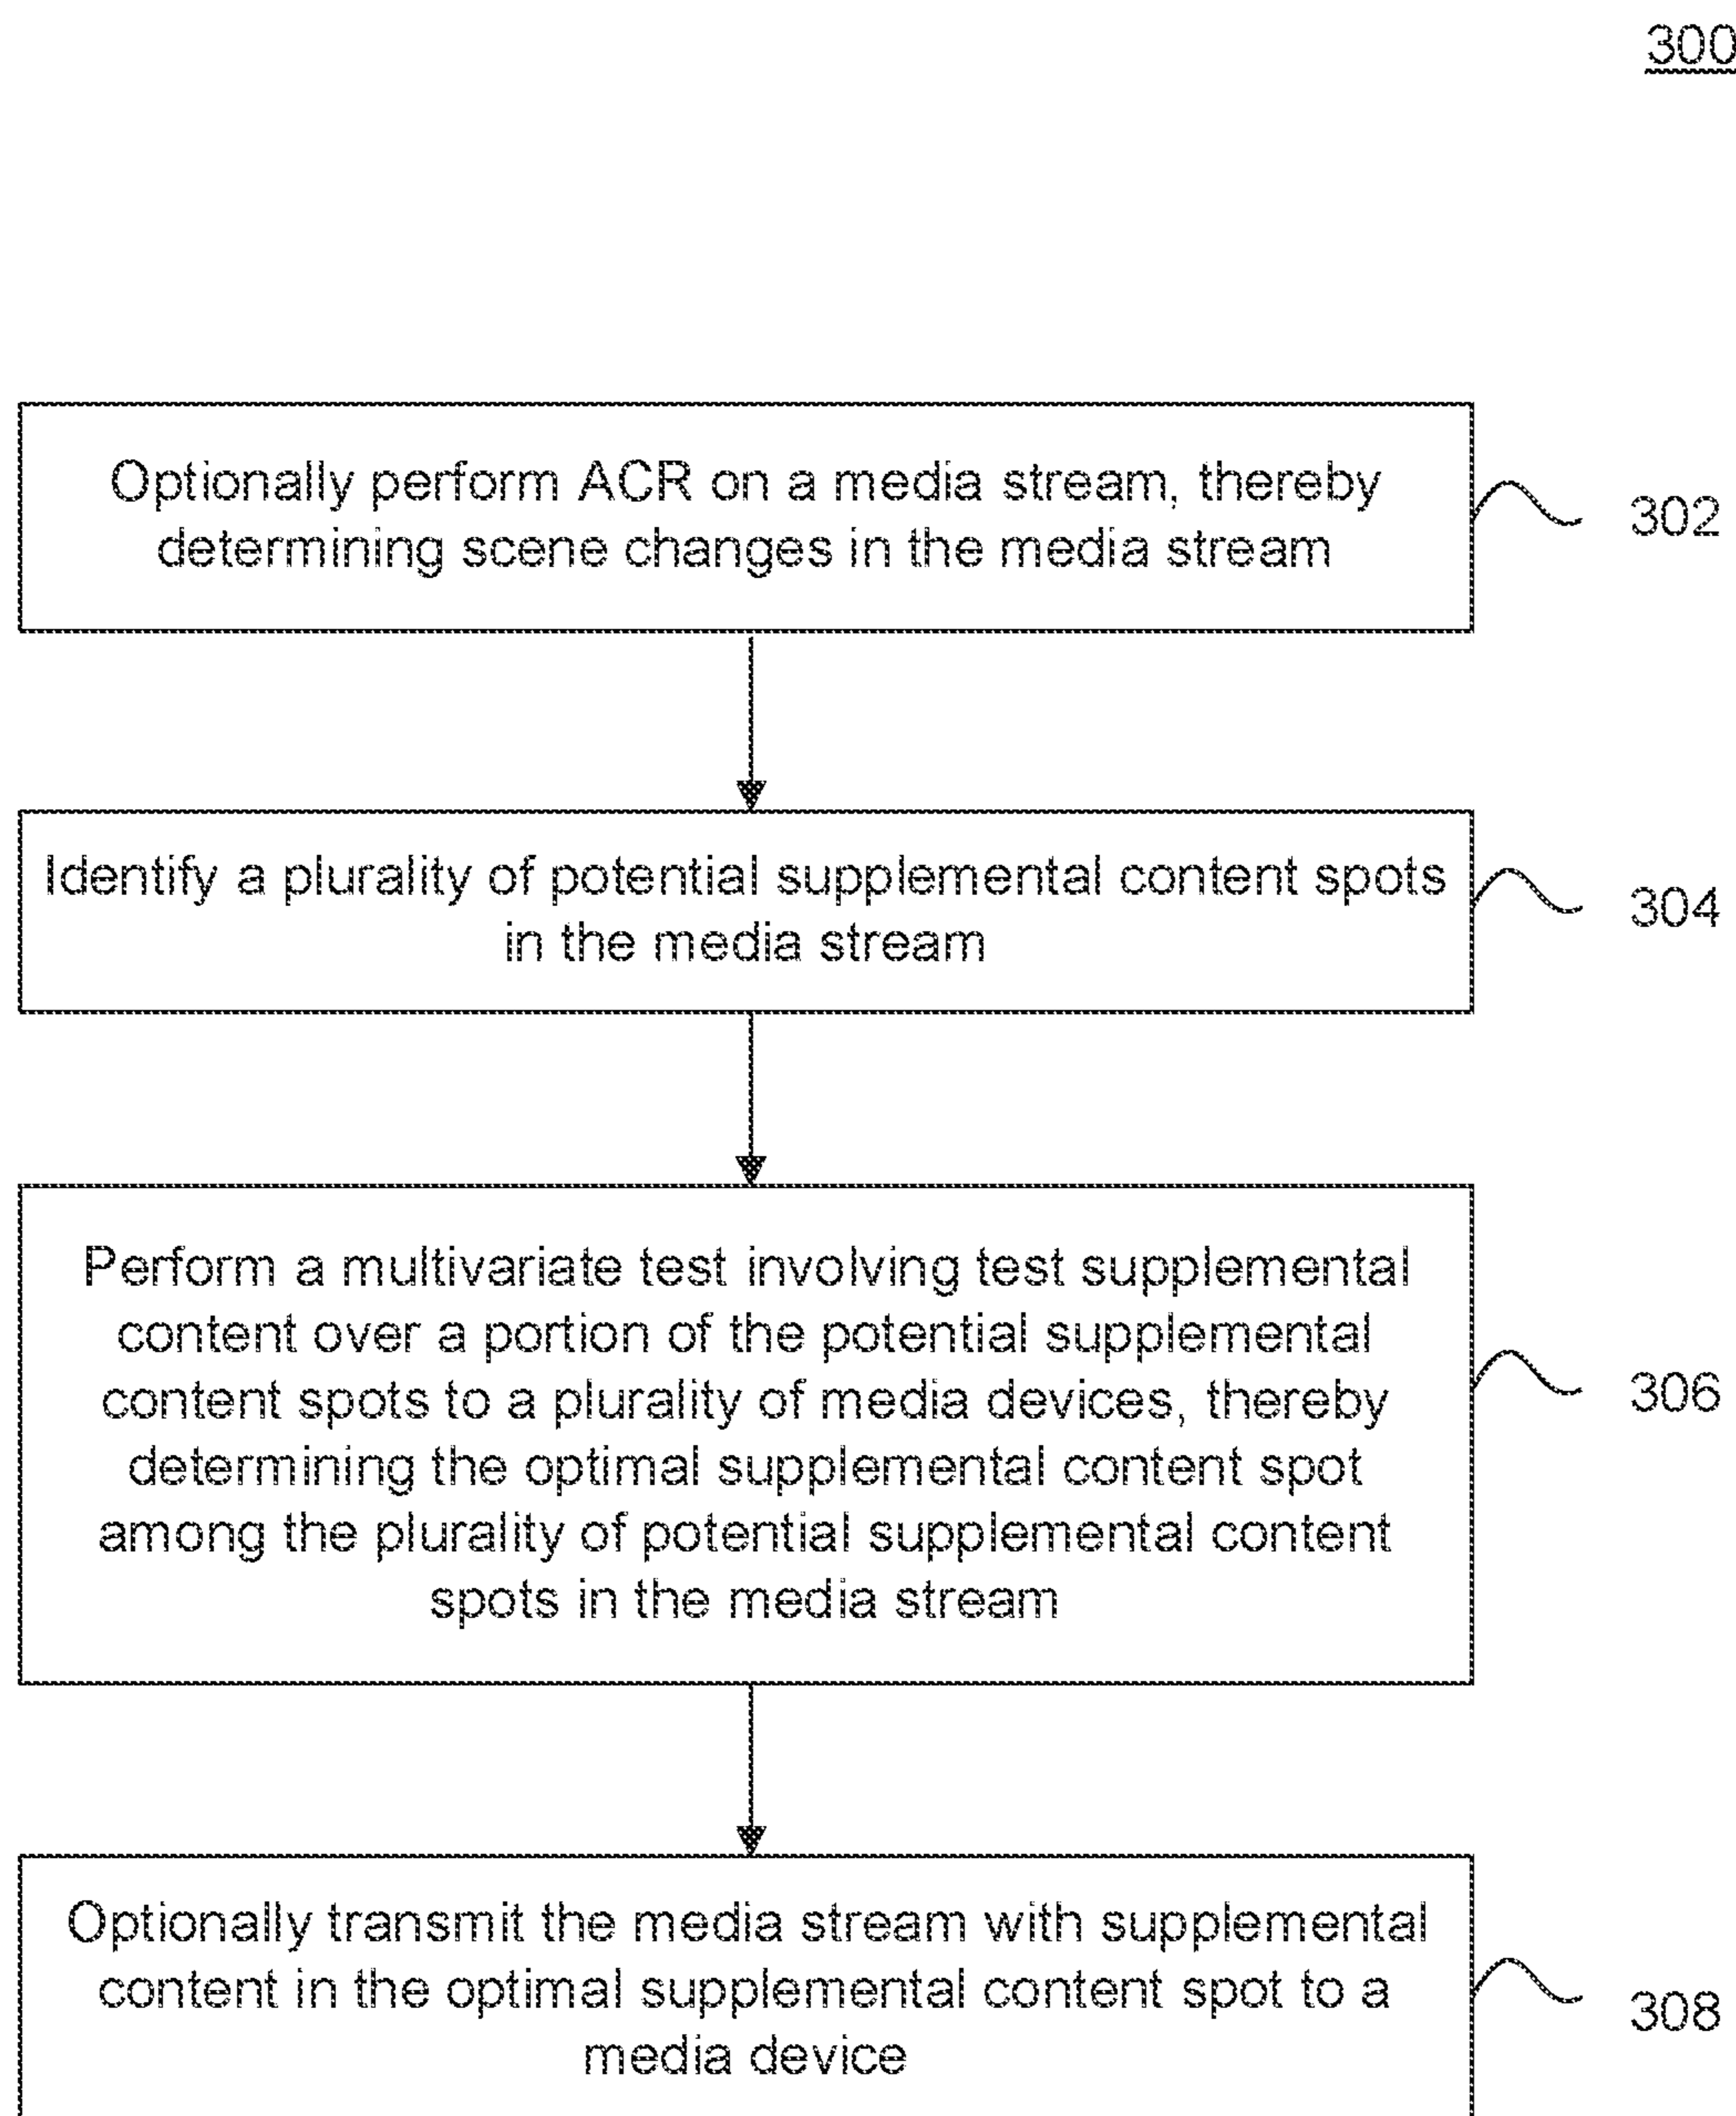 300
Optionally perform ACR on a media stream, thereby
determining scene changes in the media stream
302
Identify a plurality of potential supplemental content spots
in the media stream
304
Perform a multivariate test involving test supplemental
content over a portion of the potential supplemental
content spots to a plurality of media devices, thereby
determining the optimal supplemental content spot
among the plurality of potential supplemental content
spots in the media stream
306
Optionally transmit the media stream with supplemental
content in the optimal supplemental content spot to a
media device
308